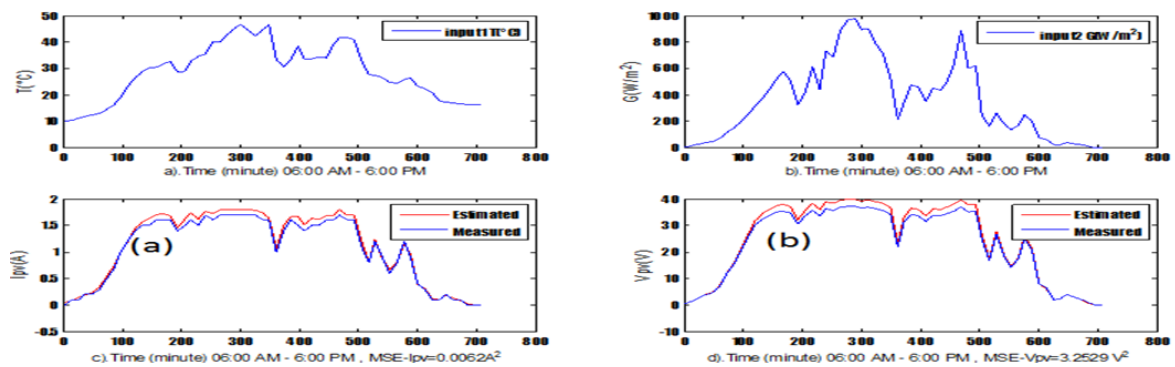 50
40
30
20
10
0
T(°C)
input1 T(°C)
0 100 200 300 400 500 600 700 800
a).Time (minute) 06:00 AM - 6:00 PM
1000
800
600
400
200
0
G(W/m²)
input2 G(W /m²)
0 100 200 300 400 500 600 700 800
b).Time (minute) 06:00 AM - 6:00 PM
2
1.5
1
0.5
0
-0.5
Ipv(A)
(a)
Estimated
Measured
0 100 200 300 400 500 600 700 800
c).Time (minute) 06:00 AM - 6:00 PM , MSE-Ipv=0.0062A²
40
30
20
10
0
-10
Vpv(V)
(b)
Estimated
Measured
0 100 200 300 400 500 600 700 800
d).Time (minute) 06:00 AM - 6:00 PM , MSE-Vpv=3.2529 V²